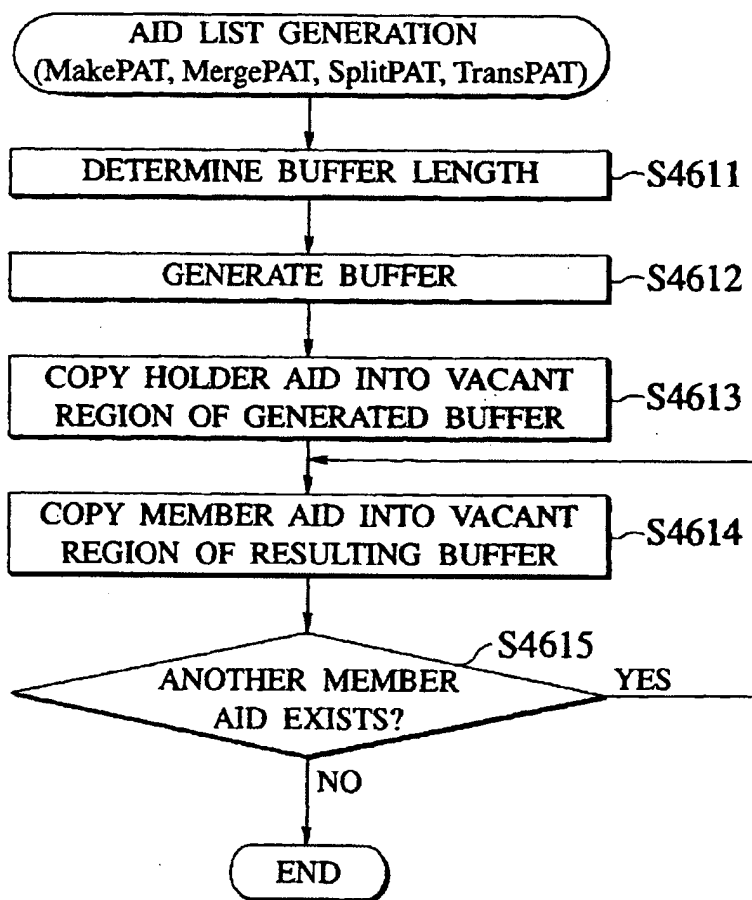 AID LIST GENERATION
(MakePAT, MergePAT, SplitPAT, TransPAT)
DETERMINE BUFFER LENGTH
S4611
GENERATE BUFFER
S4612
COPY HOLDER AID INTO VACANT
REGION OF GENERATED BUFFER
S4613
COPY MEMBER AID INTO VACANT
REGION OF RESULTING BUFFER
S4614
S4615
ANOTHER MEMBER
AID EXISTS?
YES
NO
END